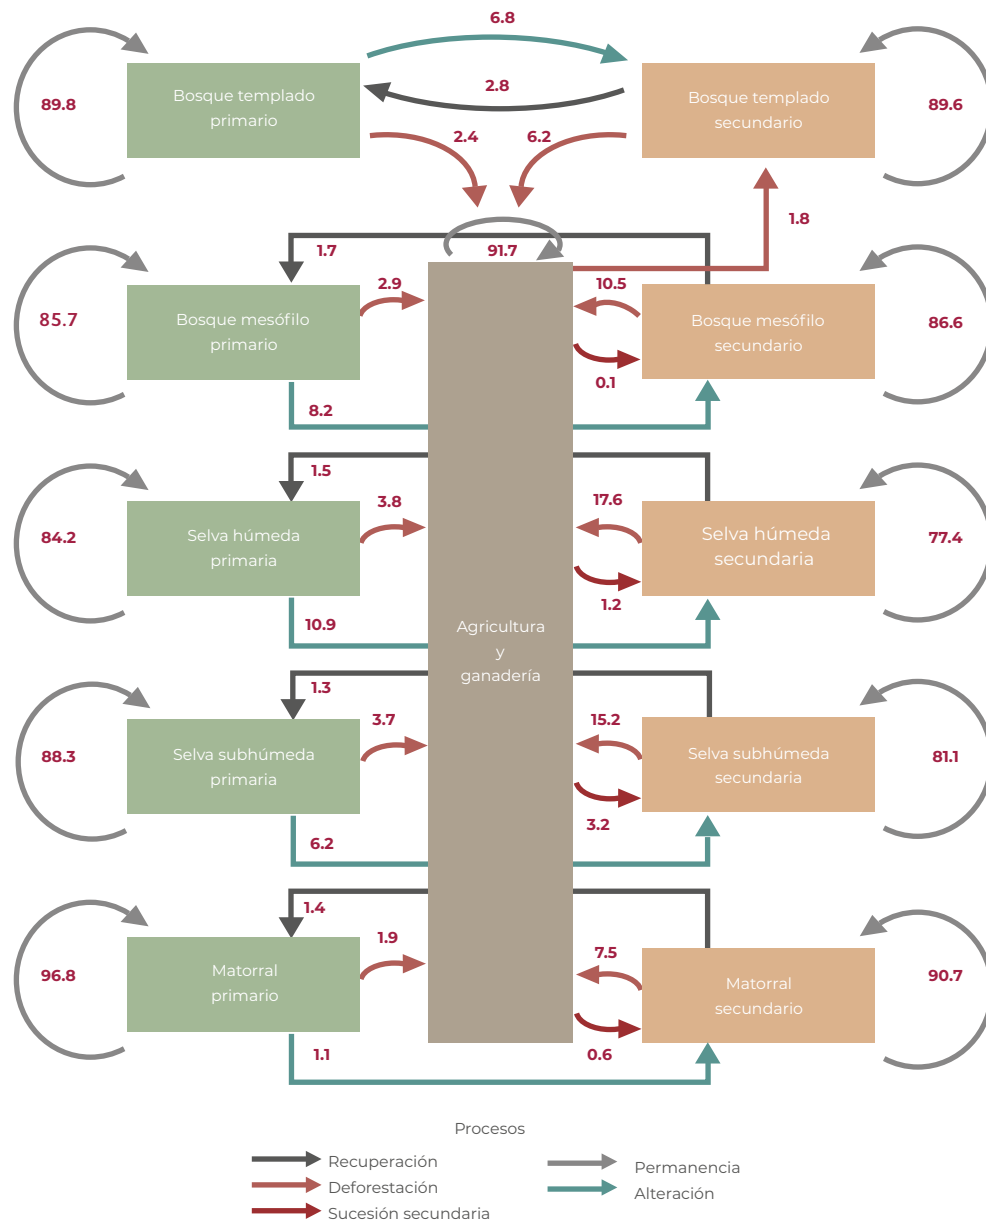 6.8
Bosque templado
primario
Bosque templado
secundario
89.8
2.8
89.6
2.4
6.2
1.8
1.7
91.7
2.9
10.5
Bosque mesófilo
primario
Bosque mesófilo
secundario
85.7
86.6
0.1
8.2
1.5
3.8
17.6
Selva húmeda
primaria
Selva húmeda
secundaria
84.2
77.4
1.2
10.9
Agricultura
y
ganadería
1.3
3.7
15.2
Selva subhúmeda
primaria
Selva subhúmeda
secundaria
88.3
81.1
3.2
6.2
1.4
1.9
7.5
Matorral
primario
Matorral
secundario
96.8
90.7
0.6
1.1
Procesos
Recuperación
Deforestación
Sucesión secundaria
Permanencia
Alteración